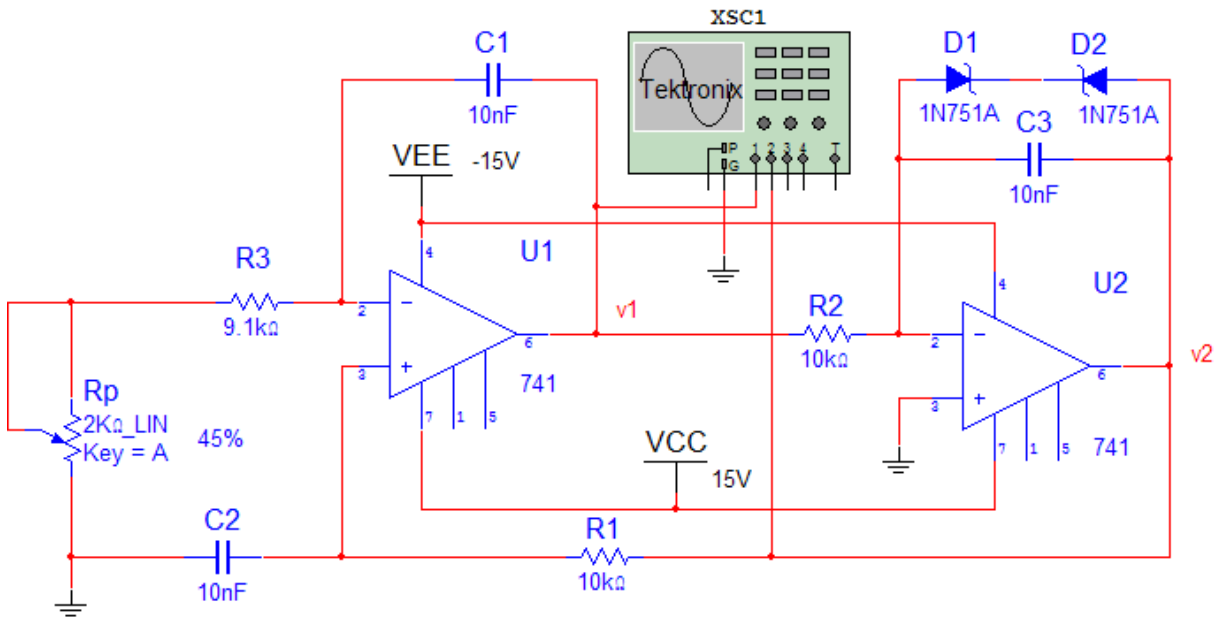 XSC1
Tektronix
P
G
1
2
3
4
T
C1
10nF
D1
1N751A
D2
1N751A
C3
10nF
VEE
-15V
U1
4
2
3
6
7
1
5
741
R3
9.1kΩ
v1
R2
10kΩ
U2
4
2
3
6
7
1
5
741
v2
Rp
2KΩ_LIN
Key = A
45%
VCC
15V
C2
10nF
R1
10kΩ